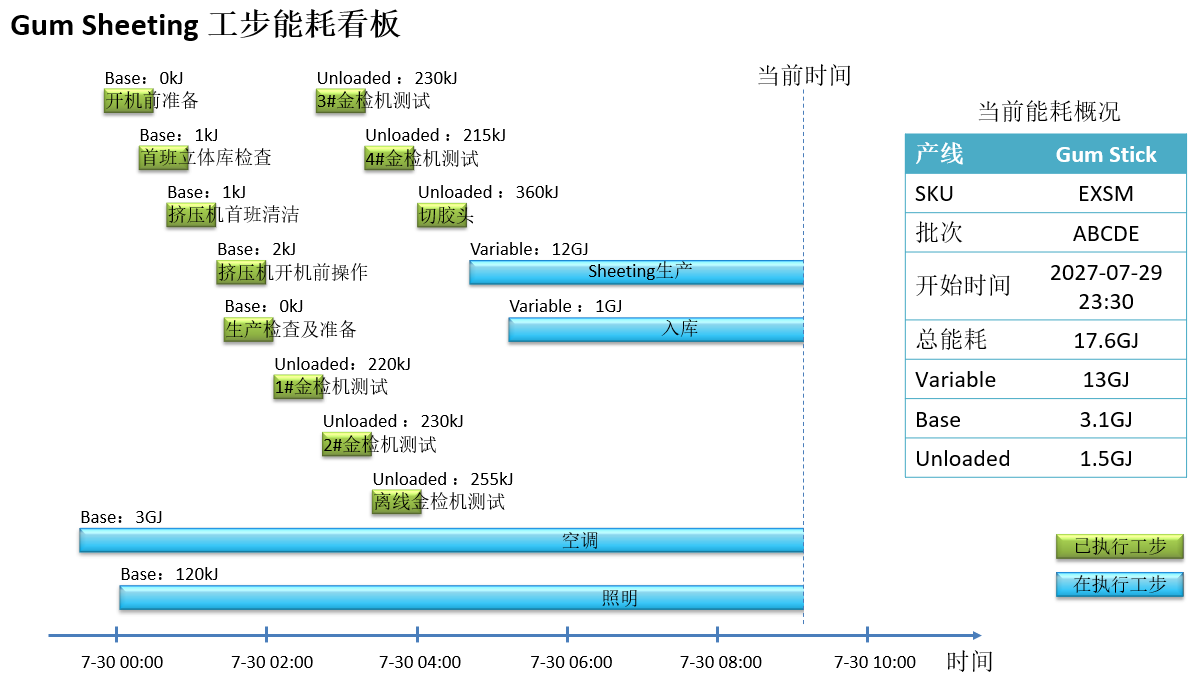 Gum Sheeting 工步能耗看板
Base：0kJ
开机前准备
Base：1kJ
首班立体库检查
Base：1kJ
挤压机首班清洁
Base：2kJ
挤压机开机前操作
Base：0kJ
生产检查及准备
Unloaded：220kJ
1#金检机测试
Unloaded ：230kJ
2#金检机测试
Unloaded ：255kJ
离线金检机测试
Unloaded ：230kJ
3#金检机测试
Unloaded ：215kJ
4#金检机测试
Unloaded ：360kJ
切胶头
Variable：12GJ
Sheeting生产
Variable ：1GJ
入库
Base：3GJ
空调
Base：120kJ
照明
当前时间
7-30 00:00
7-30 02:00
7-30 04:00
7-30 06:00
7-30 08:00
7-30 10:00
时间
当前能耗概况
产线 Gum Stick
SKU EXSM
批次 ABCDE
开始时间 2027-07-29
23:30
总能耗 17.6GJ
Variable 13GJ
Base 3.1GJ
Unloaded 1.5GJ
已执行工步
在执行工步